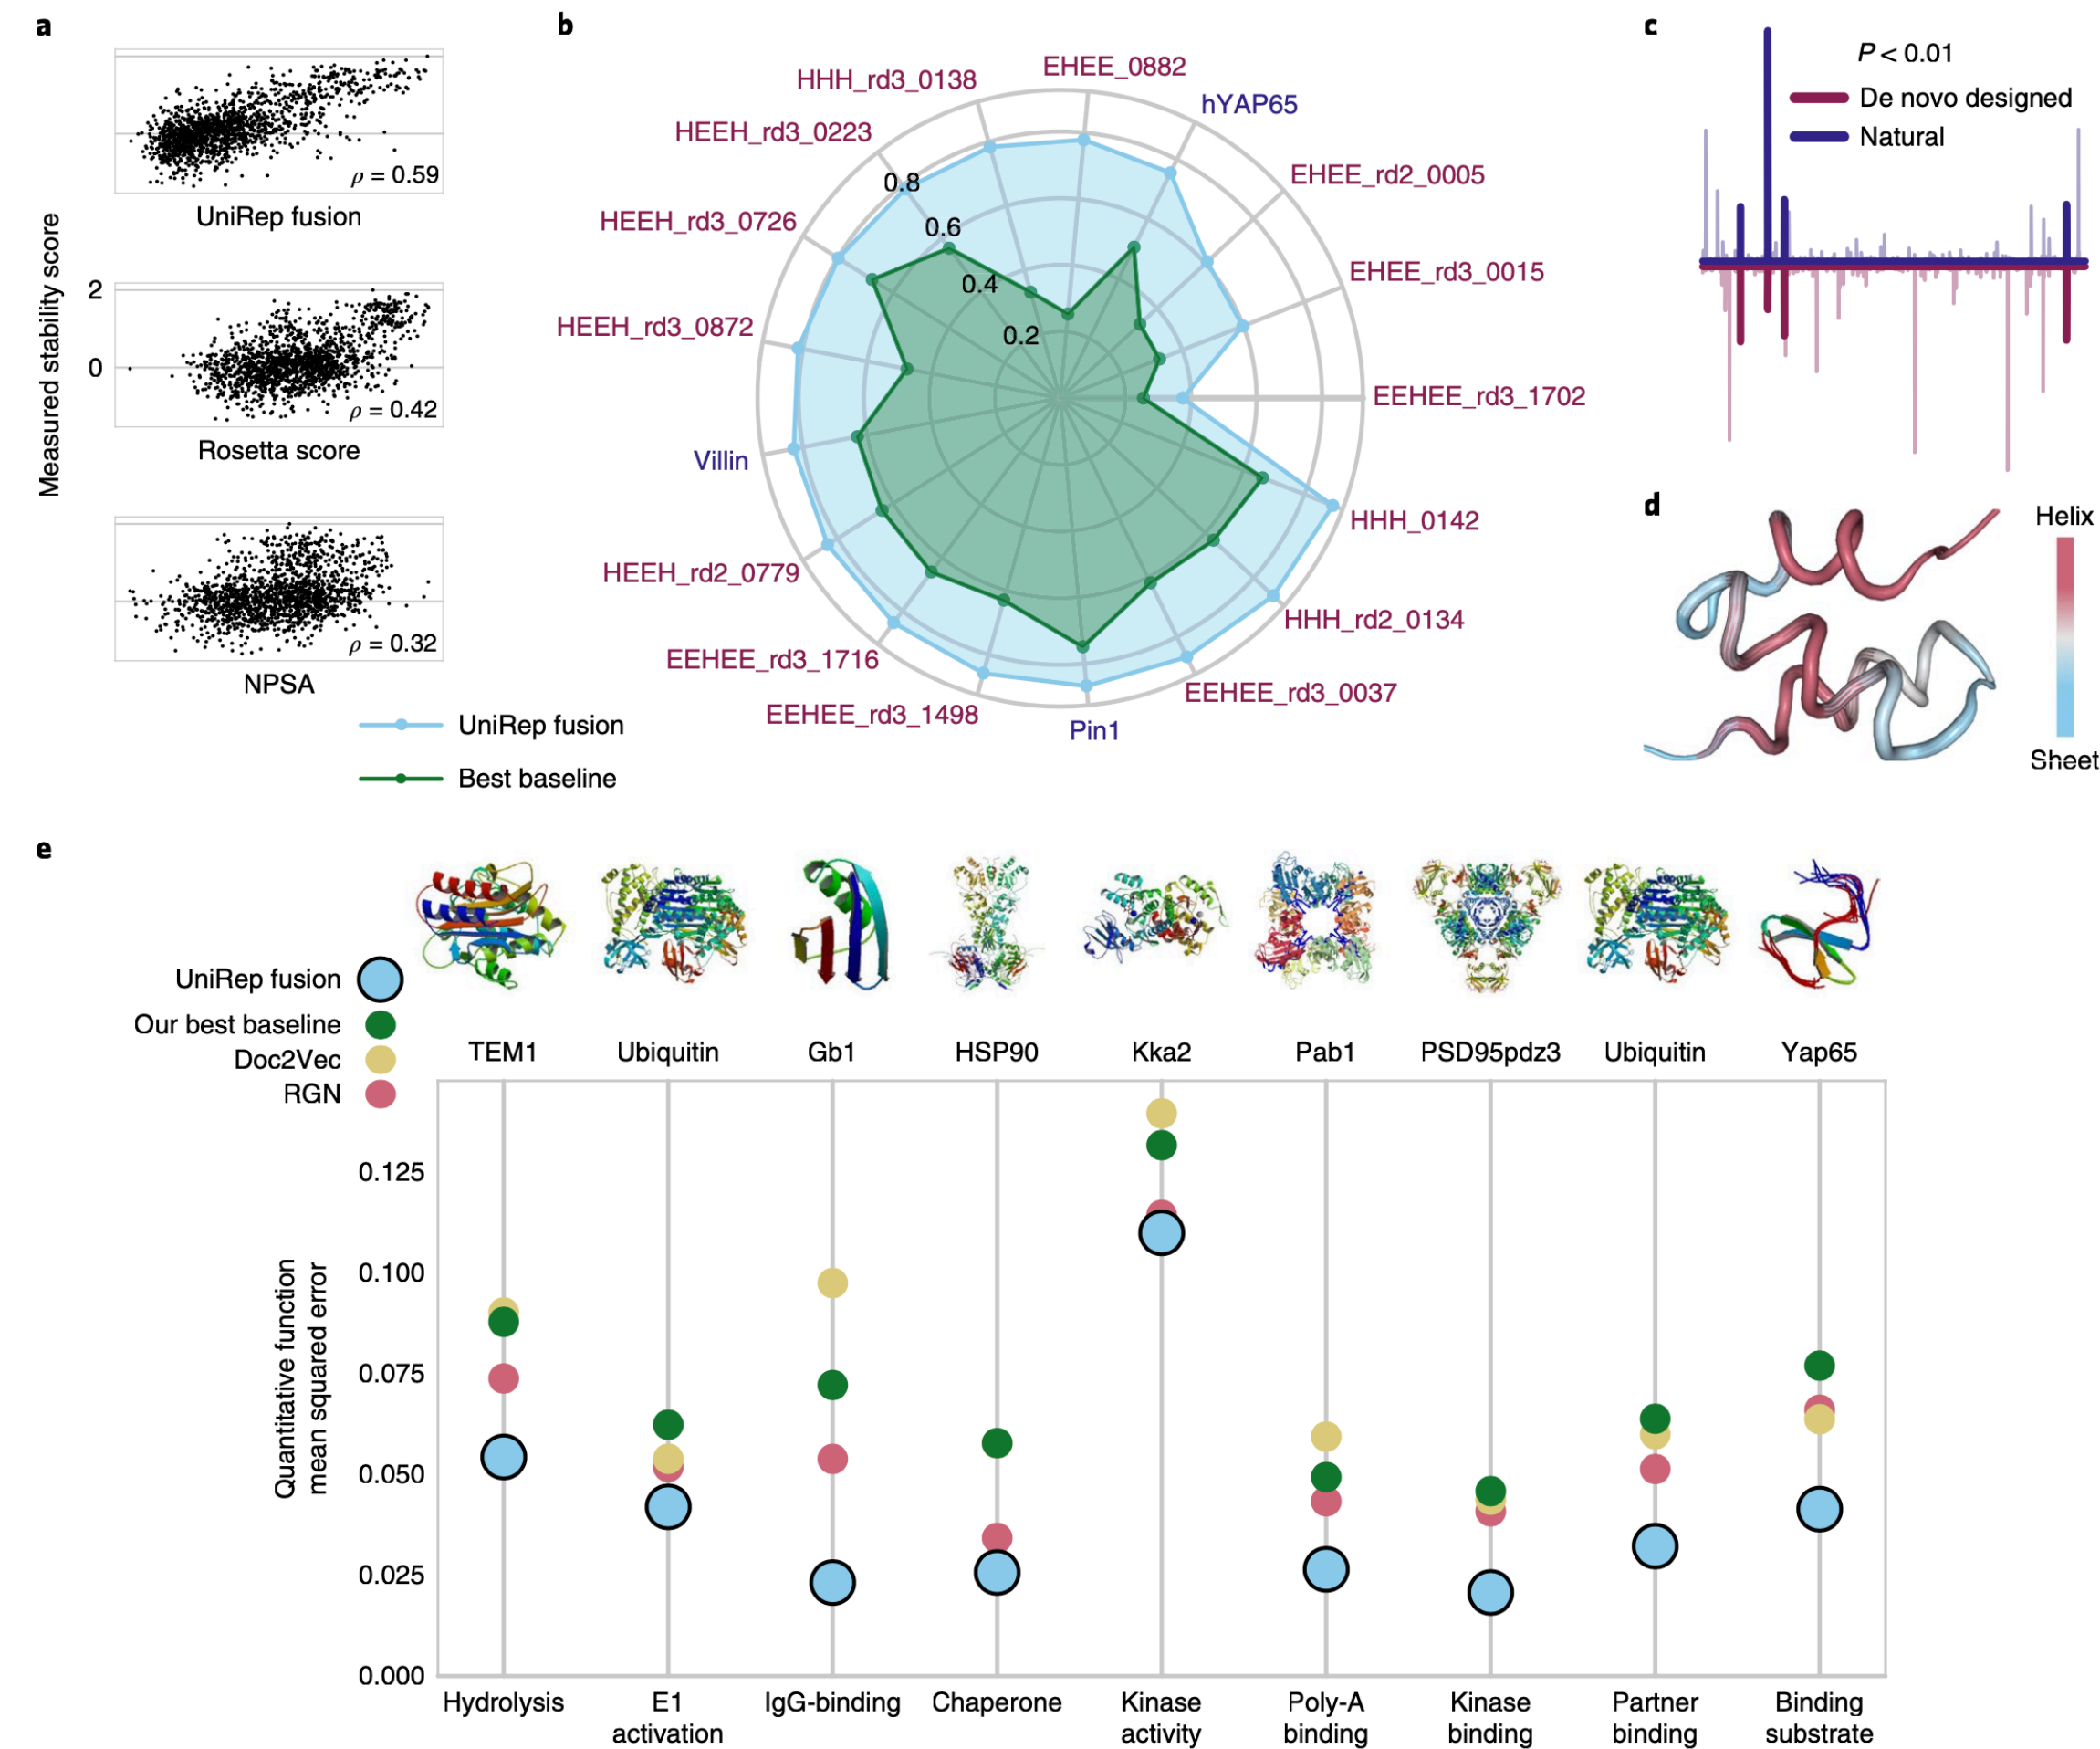 a
Measured stability score
ρ = 0.59
UniRep fusion
2
0
ρ = 0.42
Rosetta score
ρ = 0.32
NPSA
b
EHEE_0882
HHH_rd3_0138
hYAP65
HEEH_rd3_0223
EHEE_rd2_0005
0.8
HEEH_rd3_0726
0.6
EHEE_rd3_0015
0.4
HEEH_rd3_0872
0.2
EEHEE_rd3_1702
Villin
HHH_0142
HEEH_rd2_0779
HHH_rd2_0134
EEHEE_rd3_1716
EEHEE_rd3_0037
EEHEE_rd3_1498
Pin1
UniRep fusion
Best baseline
c
P < 0.01
De novo designed
Natural
d
Helix
Sheet
e
UniRep fusion
Our best baseline
Doc2Vec
RGN
TEM1
Ubiquitin
Gb1
HSP90
Kka2
Pab1
PSD95pdz3
Ubiquitin
Yap65
Quantitative function
mean squared error
0.125
0.100
0.075
0.050
0.025
0.000
Hydrolysis
E1
activation
IgG-binding
Chaperone
Kinase
activity
Poly-A
binding
Kinase
binding
Partner
binding
Binding
substrate